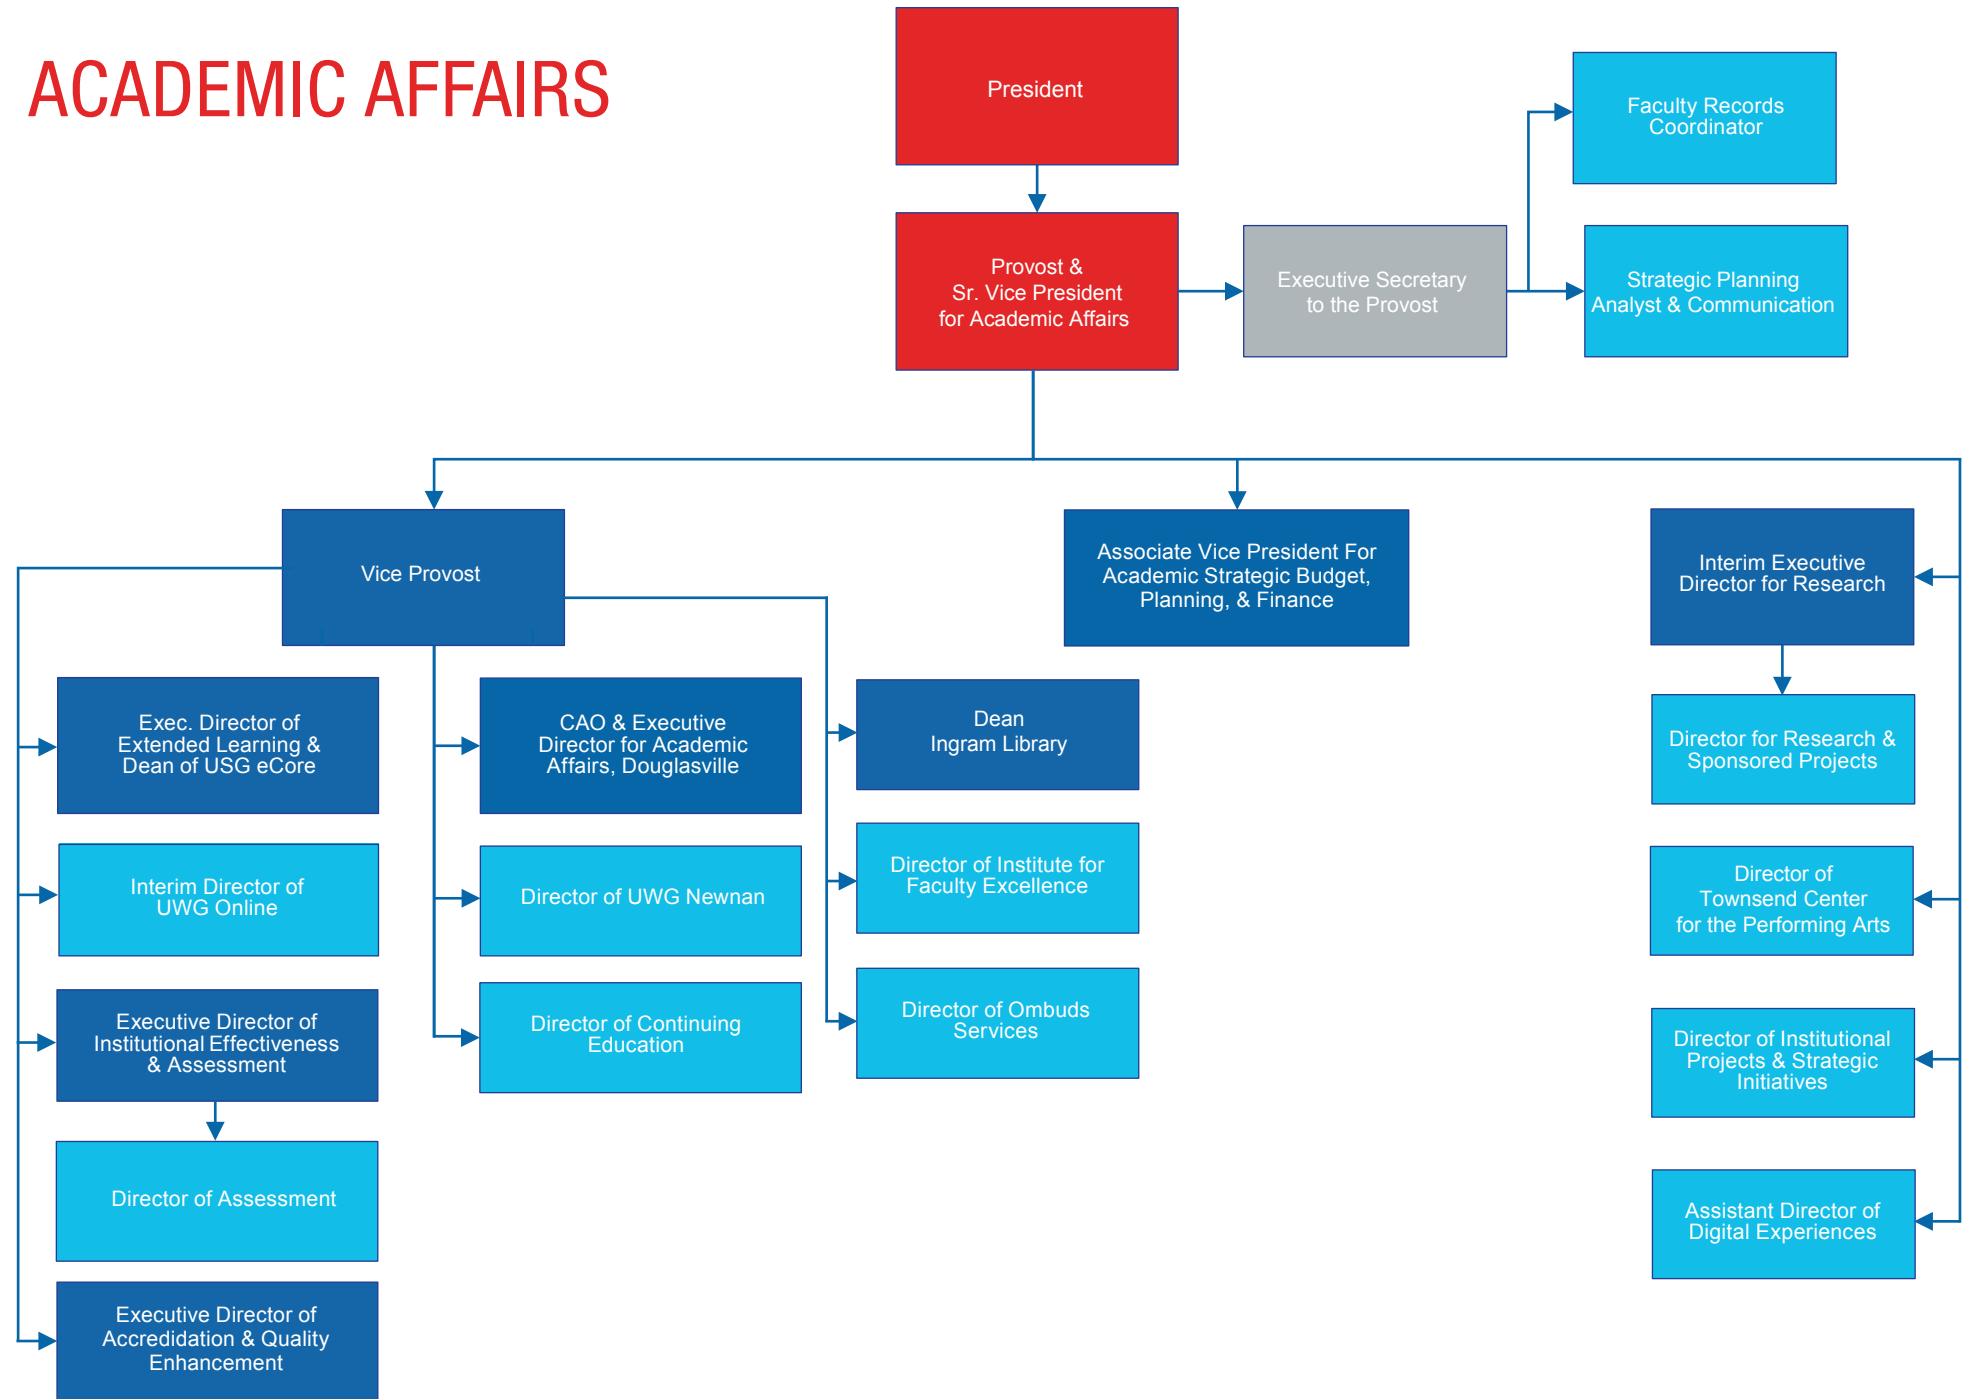 ACADEMIC AFFAIRS
President
Faculty Records
Coordinator
Provost &
Sr. Vice President
for Academic Affairs
Executive Secretary
to the Provost
Strategic Planning
Analyst & Communication
Vice Provost
Associate Vice President For
Academic Strategic Budget,
Planning, & Finance
Interim Executive
Director for Research
Exec. Director of
Extended Learning &
Dean of USG eCore
CAO & Executive
Director for Academic
Affairs, Douglasville
Dean
Ingram Library
Director for Research &
Sponsored Projects
Interim Director of
UWG Online
Director of UWG Newnan
Director of Institute for
Faculty Excellence
Director of
Townsend Center
for the Performing Arts
Executive Director of
Institutional Effectiveness
& Assessment
Director of Continuing
Education
Director of Ombuds
Services
Director of Institutional
Projects & Strategic
Initiatives
Director of Assessment
Assistant Director of
Digital Experiences
Executive Director of
Accredidation & Quality
Enhancement